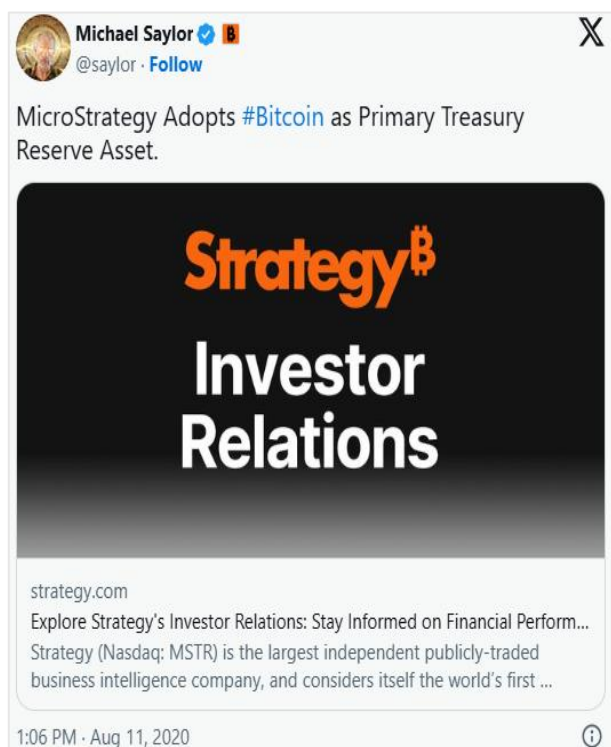 Michael Saylor
@saylor · Follow
X
MicroStrategy Adopts #Bitcoin as Primary Treasury
Reserve Asset.
Strategy₿
Investor
Relations
strategy.com
Explore Strategy's Investor Relations: Stay Informed on Financial Perform...
Strategy (Nasdaq: MSTR) is the largest independent publicly-traded
business intelligence company, and considers itself the world's first ...
1:06 PM · Aug 11, 2020